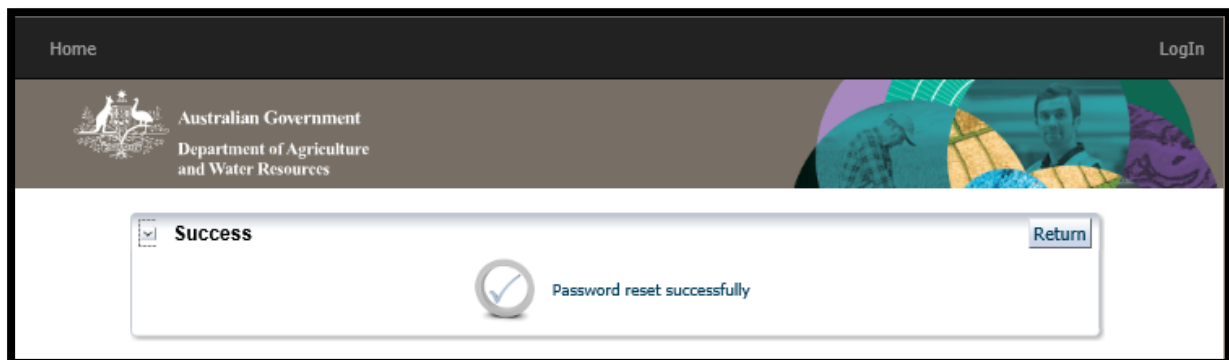 Home
LogIn
Australian Government
Department of Agriculture
and Water Resources
Success
Return
Password reset successfully